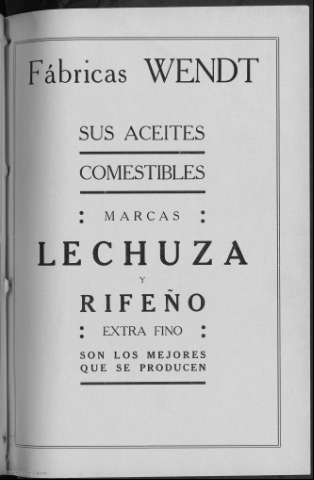 Fábricas WENDT
SUS ACEITES
COMESTIBLES
: MARCAS :
LECHUZA
Y
RIFEÑO
: EXTRA FINO :
SON LOS MEJORES
QUE SE PRODUCEN